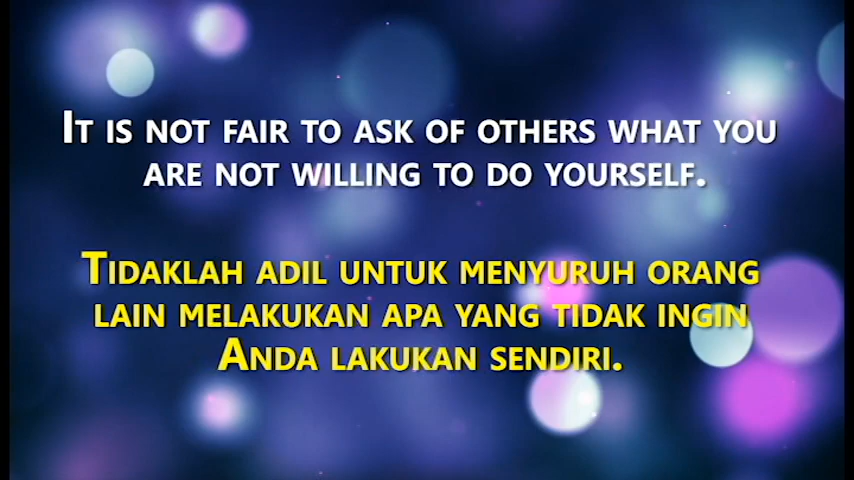 It is not fair to ask of others what you
are not willing to do yourself.
Tidaklah adil untuk menyuruh orang
lain melakukan apa yang tidak ingin
Anda lakukan sendiri.